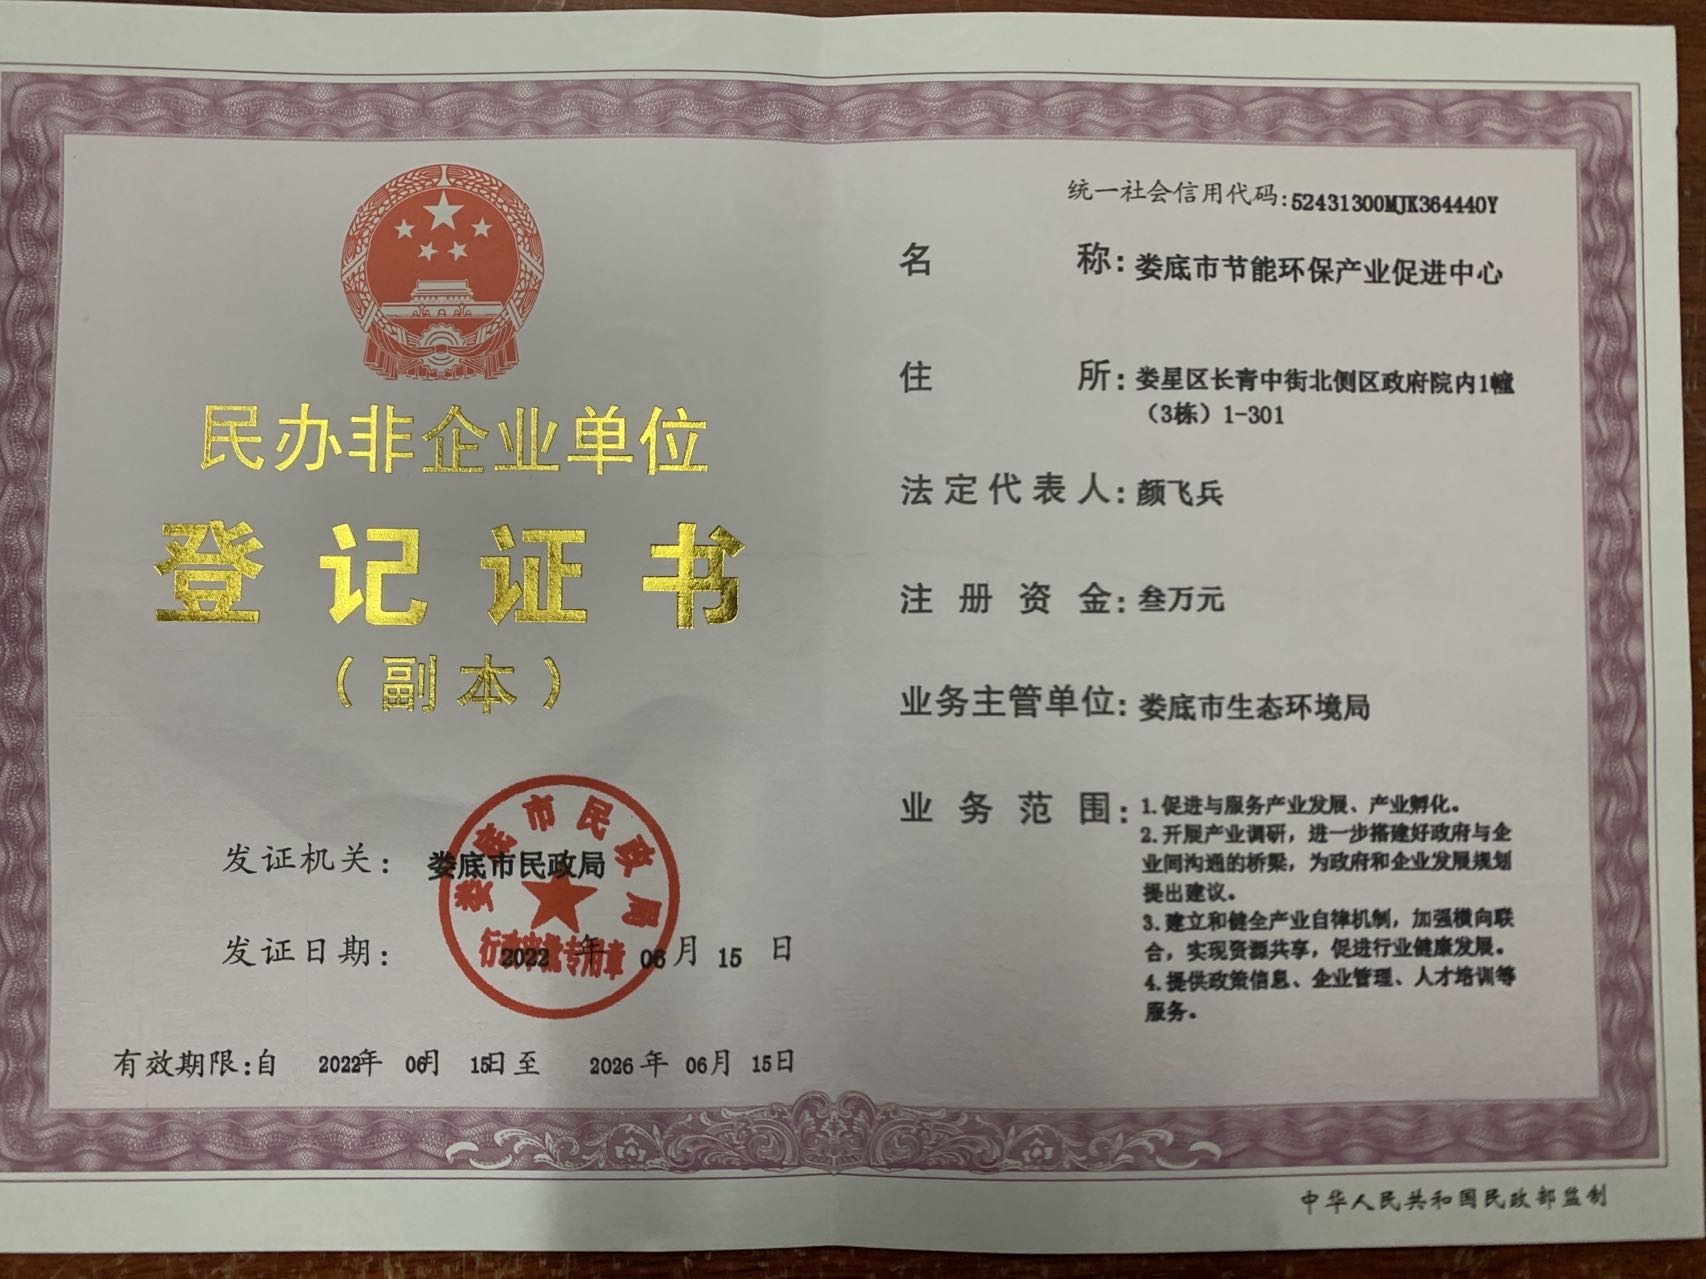 民办非企业单位
登记证书
（副本）
娄底市民政局
行政审批专用章
发证机关：娄底市民政局
发证日期：2022年06月15日
有效期限:自 2022年 06月 15日至 2026年 06月 15日
统一社会信用代码:52431300MJK364440Y
名称:娄底市节能环保产业促进中心
住所:娄星区长青中街北侧区政府院内1幢
（3栋）1-301
法定代表人:颜飞兵
注册资金:叁万元
业务主管单位:娄底市生态环境局
业务范围:1.促进与服务产业发展、产业孵化。
2.开展产业调研，进一步搭建好政府与企
业间沟通的桥梁，为政府和企业发展规划
提出建议。
3.建立和健全产业自律机制，加强横向联
合，实现资源共享，促进行业健康发展。
4.提供政策信息、企业管理、人才培训等
服务。
中华人民共和国民政部监制